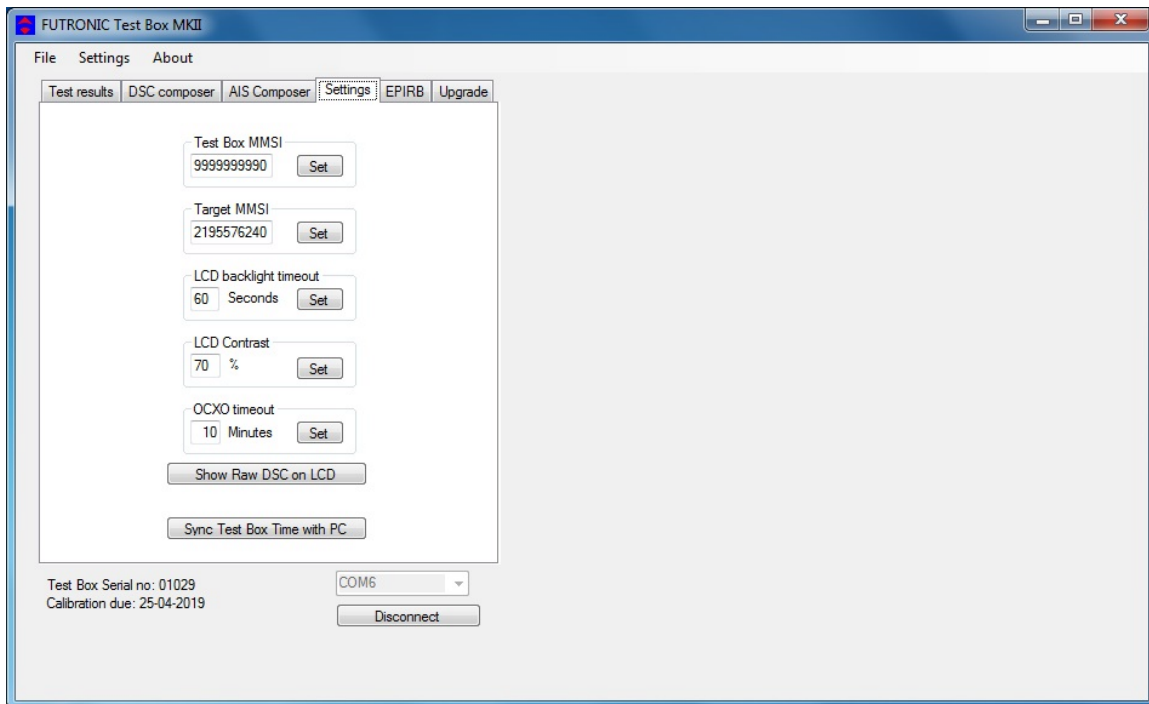 FUTRONIC Test Box MKII
File Settings About
Test results DSC composer AIS Composer Settings EPIRB Upgrade
Test Box MMSI
9999999990 Set
Target MMSI
2195576240 Set
LCD backlight timeout
60 Seconds Set
LCD Contrast
70 % Set
OCXO timeout
10 Minutes Set
Show Raw DSC on LCD
Sync Test Box Time with PC
Test Box Serial no: 01029 COM6
Calibration due: 25-04-2019
Disconnect